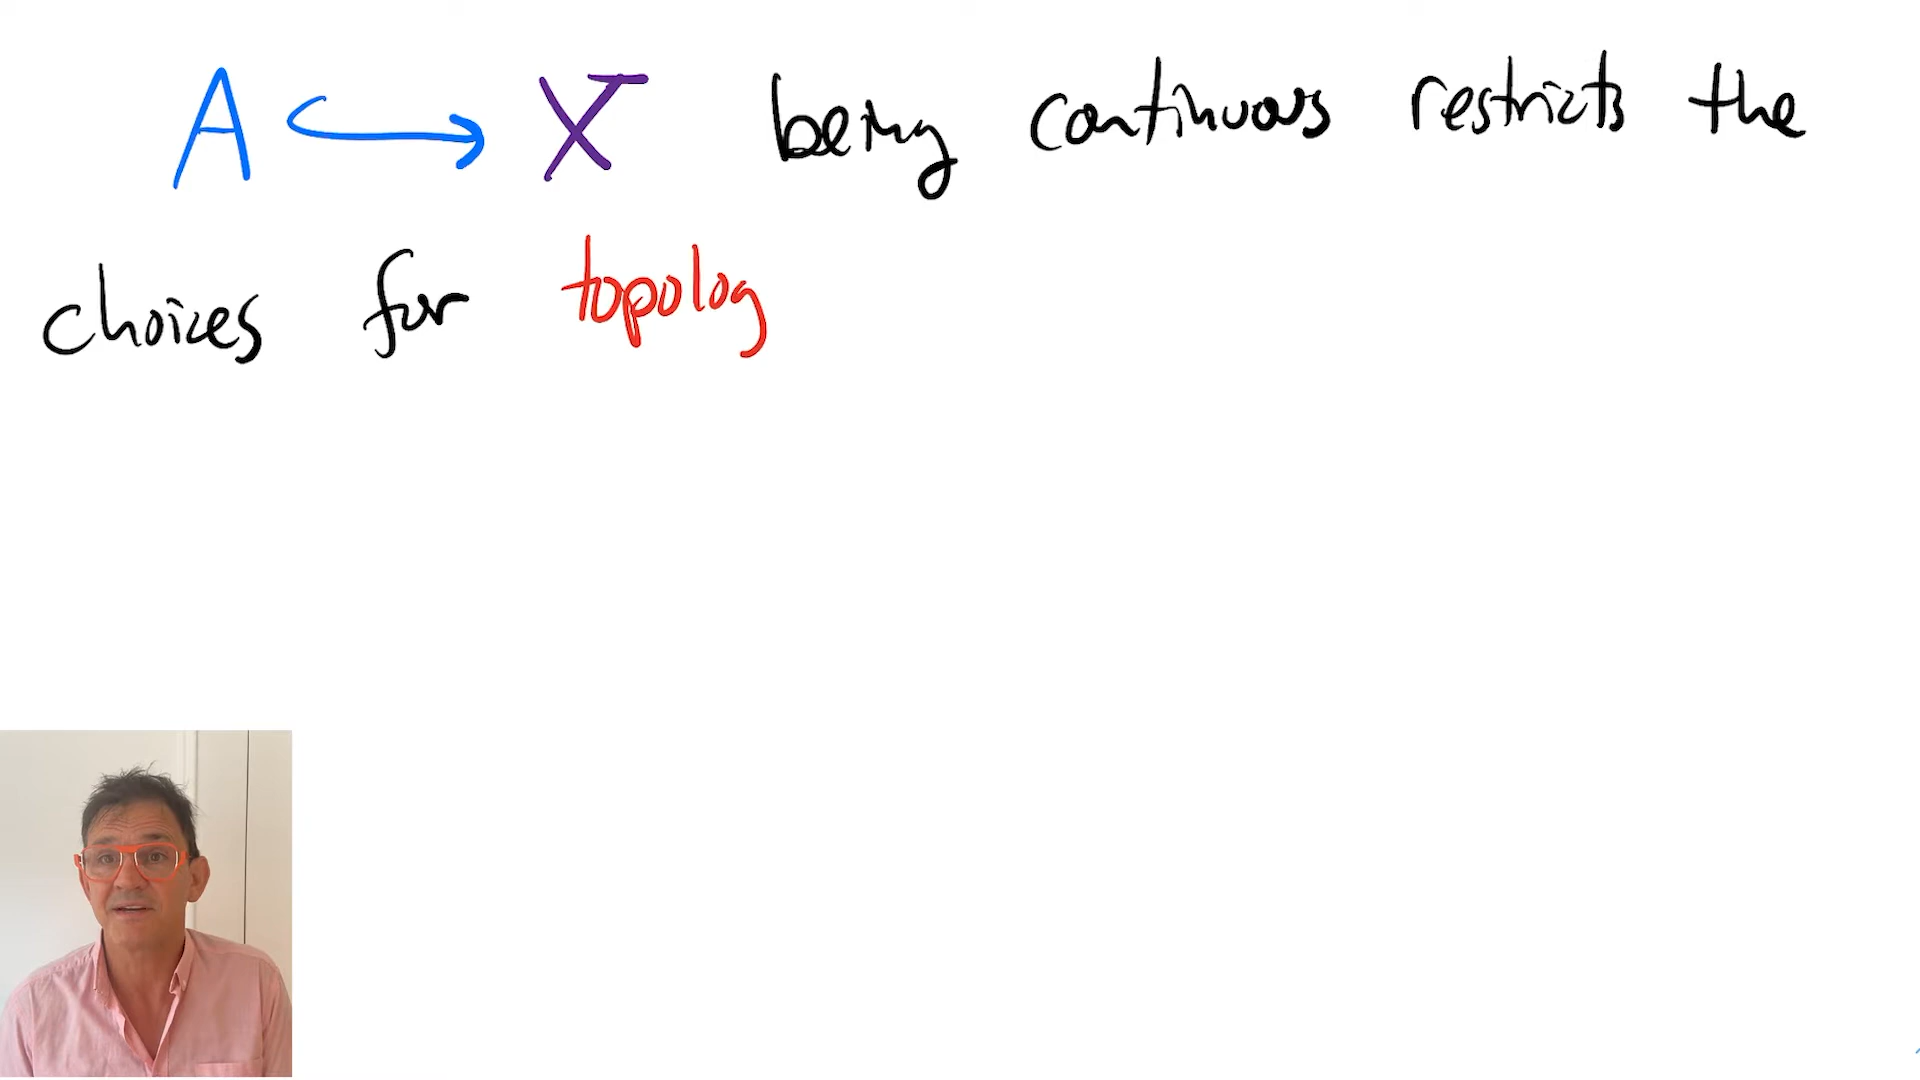 A ↪ X being continuous restricts the
choices for topolog